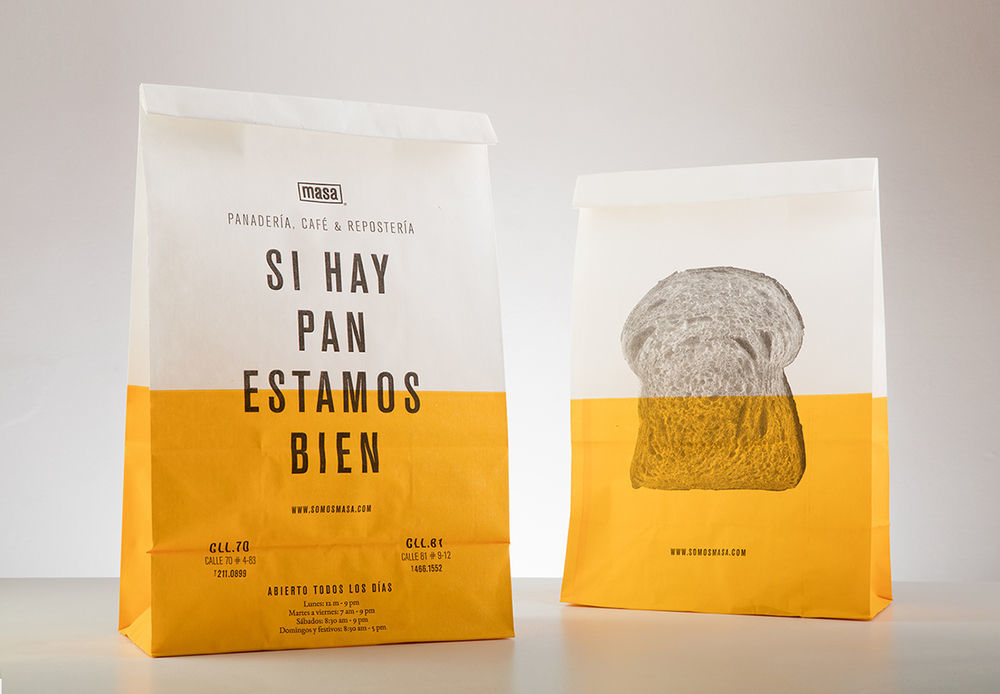 masa
PANADERÍA, CAFÉ & REPOSTERÍA
SI HAY
PAN
ESTAMOS
BIEN
WWW.SOMOSMASA.COM
CLL.70
CALLE 70 # 4-83
T 211.0899
CLL.81
CALLE 81 # 9-12
T 466.1552
ABIERTO TODOS LOS DÍAS
Lunes: 12 m - 9 pm
Martes a viernes: 7 am - 9 pm
Sábados: 8:30 am - 9 pm
Domingos y festivos: 8:30 am - 5 pm
WWW.SOMOSMASA.COM